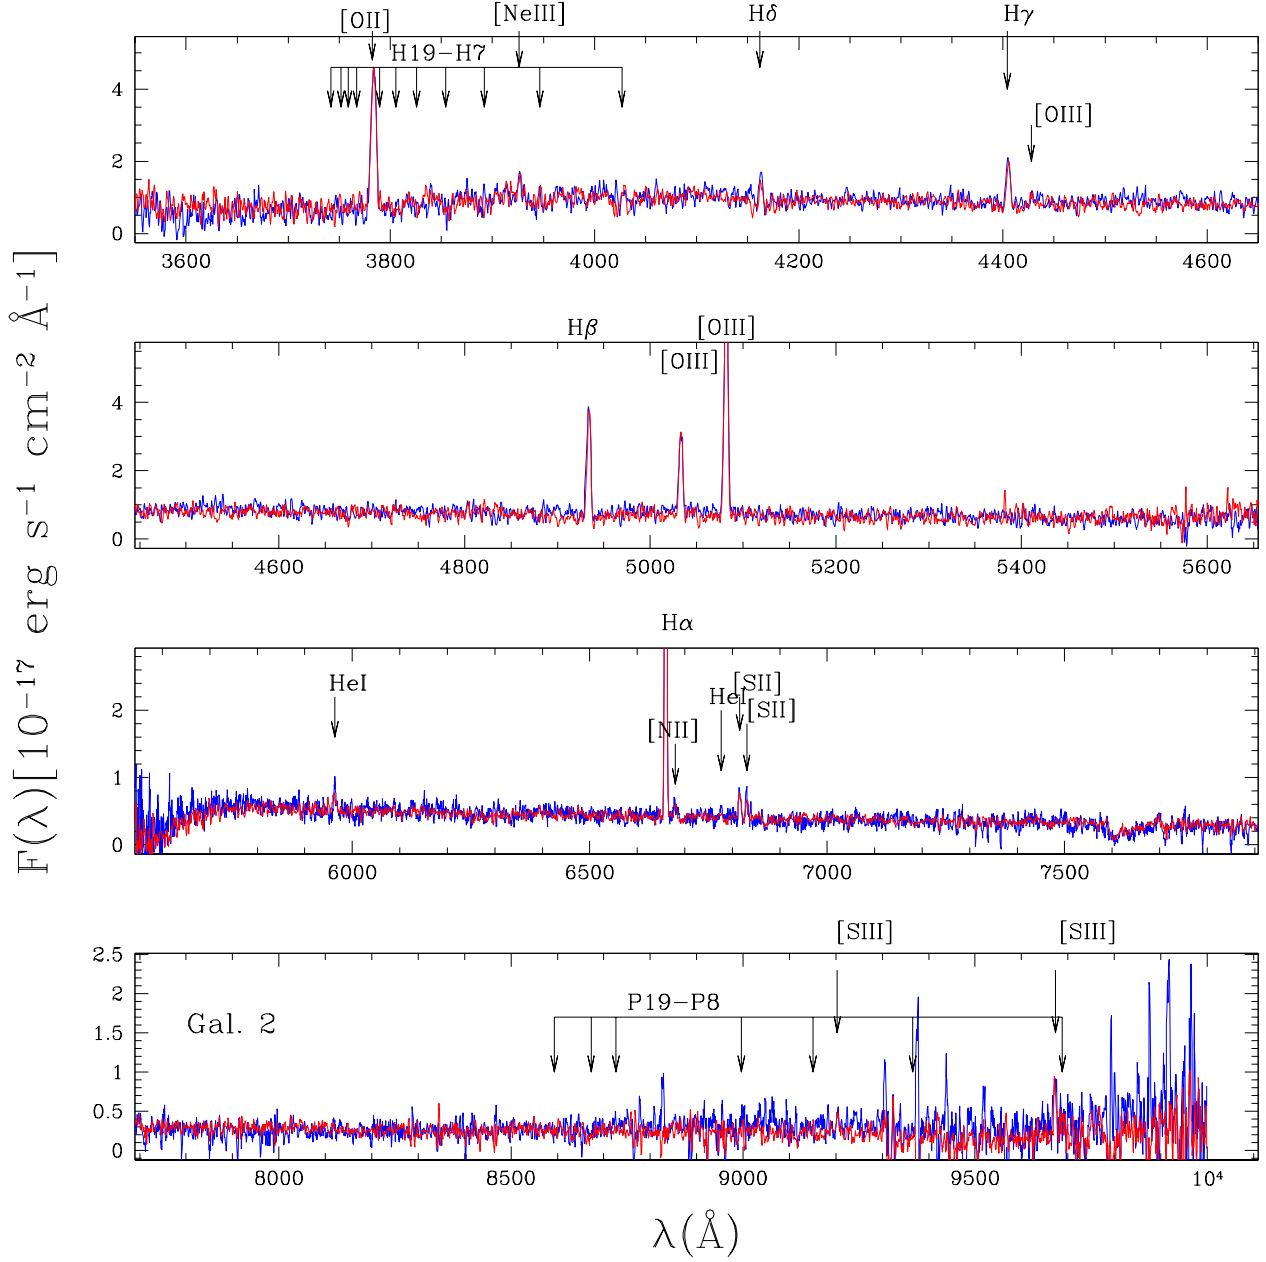 [OII] [NeIII] Hδ Hγ
H19−H7
[OIII]
4
2
0
3600 3800 4000 4200 4400 4600
Hβ [OIII]
[OIII]
4
2
0
4600 4800 5000 5200 5400 5600
Hα
HeI [SII]
HeI
[SII]
[NII]
2
1
0
6000 6500 7000 7500
[SIII] [SIII]
P19−P8
Gal. 2
2.5
2
1.5
1
0.5
0
8000 8500 9000 9500 10⁴
λ(Å)
F(λ)[10⁻¹⁷ erg s⁻¹ cm⁻² Å⁻¹]